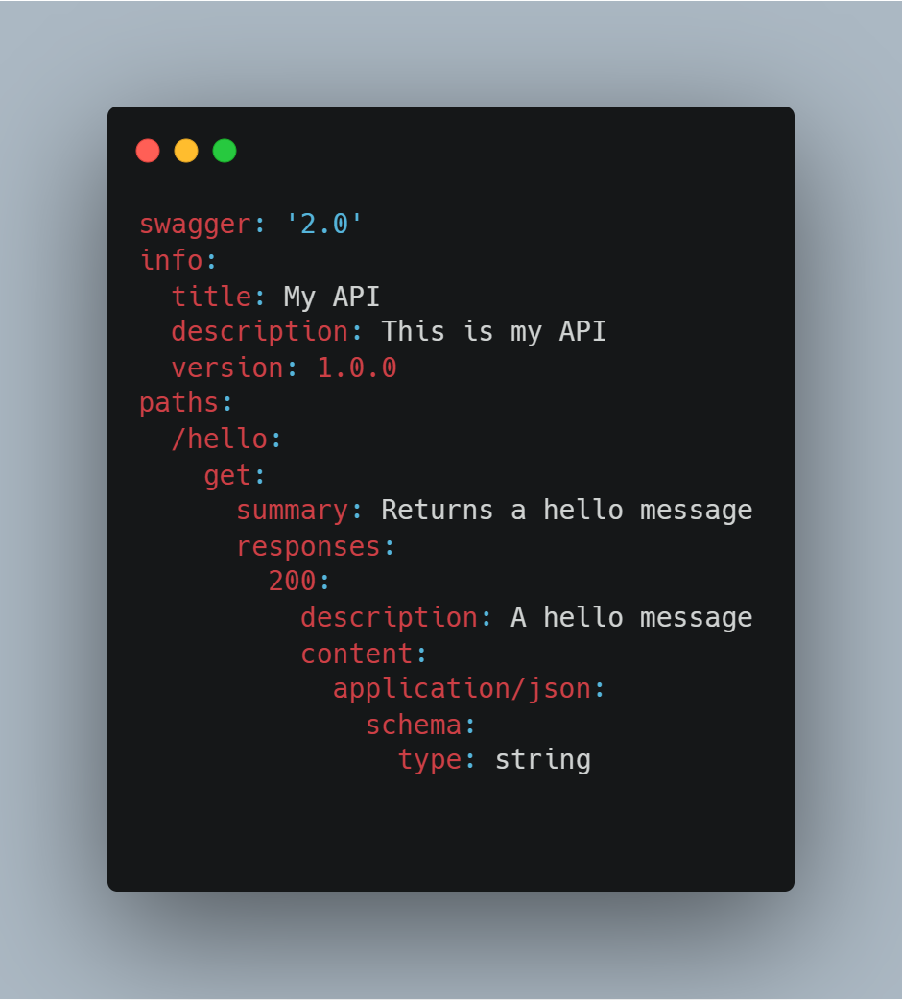 swagger: '2.0'
info:
  title: My API
  description: This is my API
  version: 1.0.0
paths:
  /hello:
    get:
      summary: Returns a hello message
      responses:
        200:
          description: A hello message
          content:
            application/json:
              schema:
                type: string